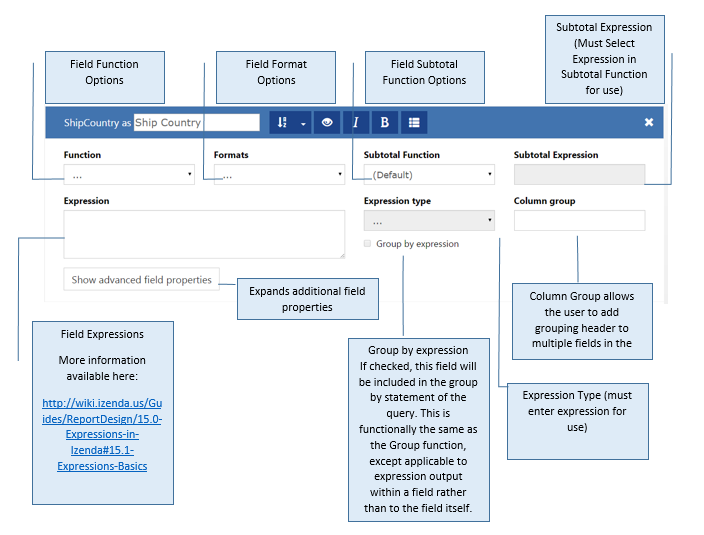 Subtotal Expression
(Must Select
Expression in
Subtotal Function
for use)
Field Function
Options
Field Format
Options
Field Subtotal
Function Options
ShipCountry as Ship Country
I
B
Function
Formats
Subtotal Function
Subtotal Expression
...
...
(Default)
Expression
Expression type
Column group
...
Group by expression
Show advanced field properties
Expands additional field
properties
Column Group allows
the user to add
grouping header to
multiple fields in the
Field Expressions
More information
available here:
http://wiki.izenda.us/Gu
ides/ReportDesign/15.0-
Expressions-in-
Izenda#15.1-
Expressions-Basics
Group by expression
If checked, this field will
be included in the group
by statement of the
query. This is
functionally the same as
the Group function,
except applicable to
expression output
within a field rather
than to the field itself.
Expression Type (must
enter expression for
use)